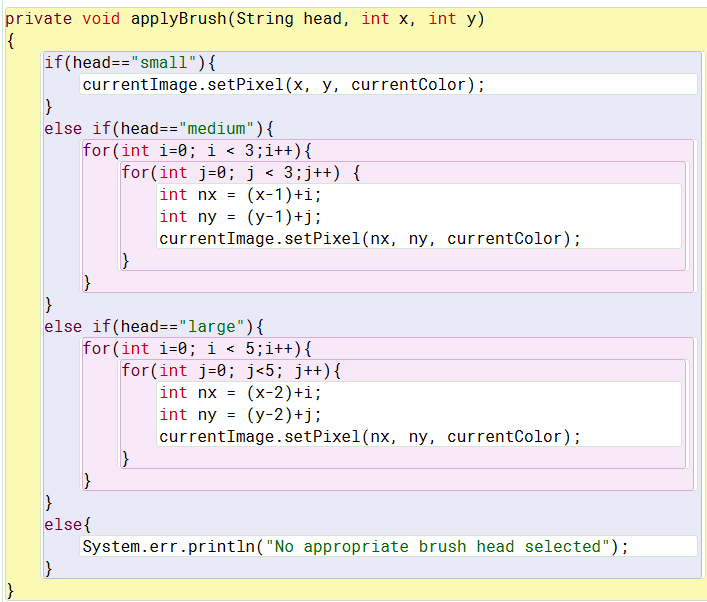 private void applyBrush(String head, int x, int y)
{
if(head=="small"){
currentImage.setPixel(x, y, currentColor);
}
else if(head=="medium"){
for(int i=0; i < 3;i++){
for(int j=0; j < 3;j++) {
int nx = (x-1)+i;
int ny = (y-1)+j;
currentImage.setPixel(nx, ny, currentColor);
}
}
}
else if(head=="large"){
for(int i=0; i < 5;i++){
for(int j=0; j<5; j++){
int nx = (x-2)+i;
int ny = (y-2)+j;
currentImage.setPixel(nx, ny, currentColor);
}
}
}
else{
System.err.println("No appropriate brush head selected");
}
}